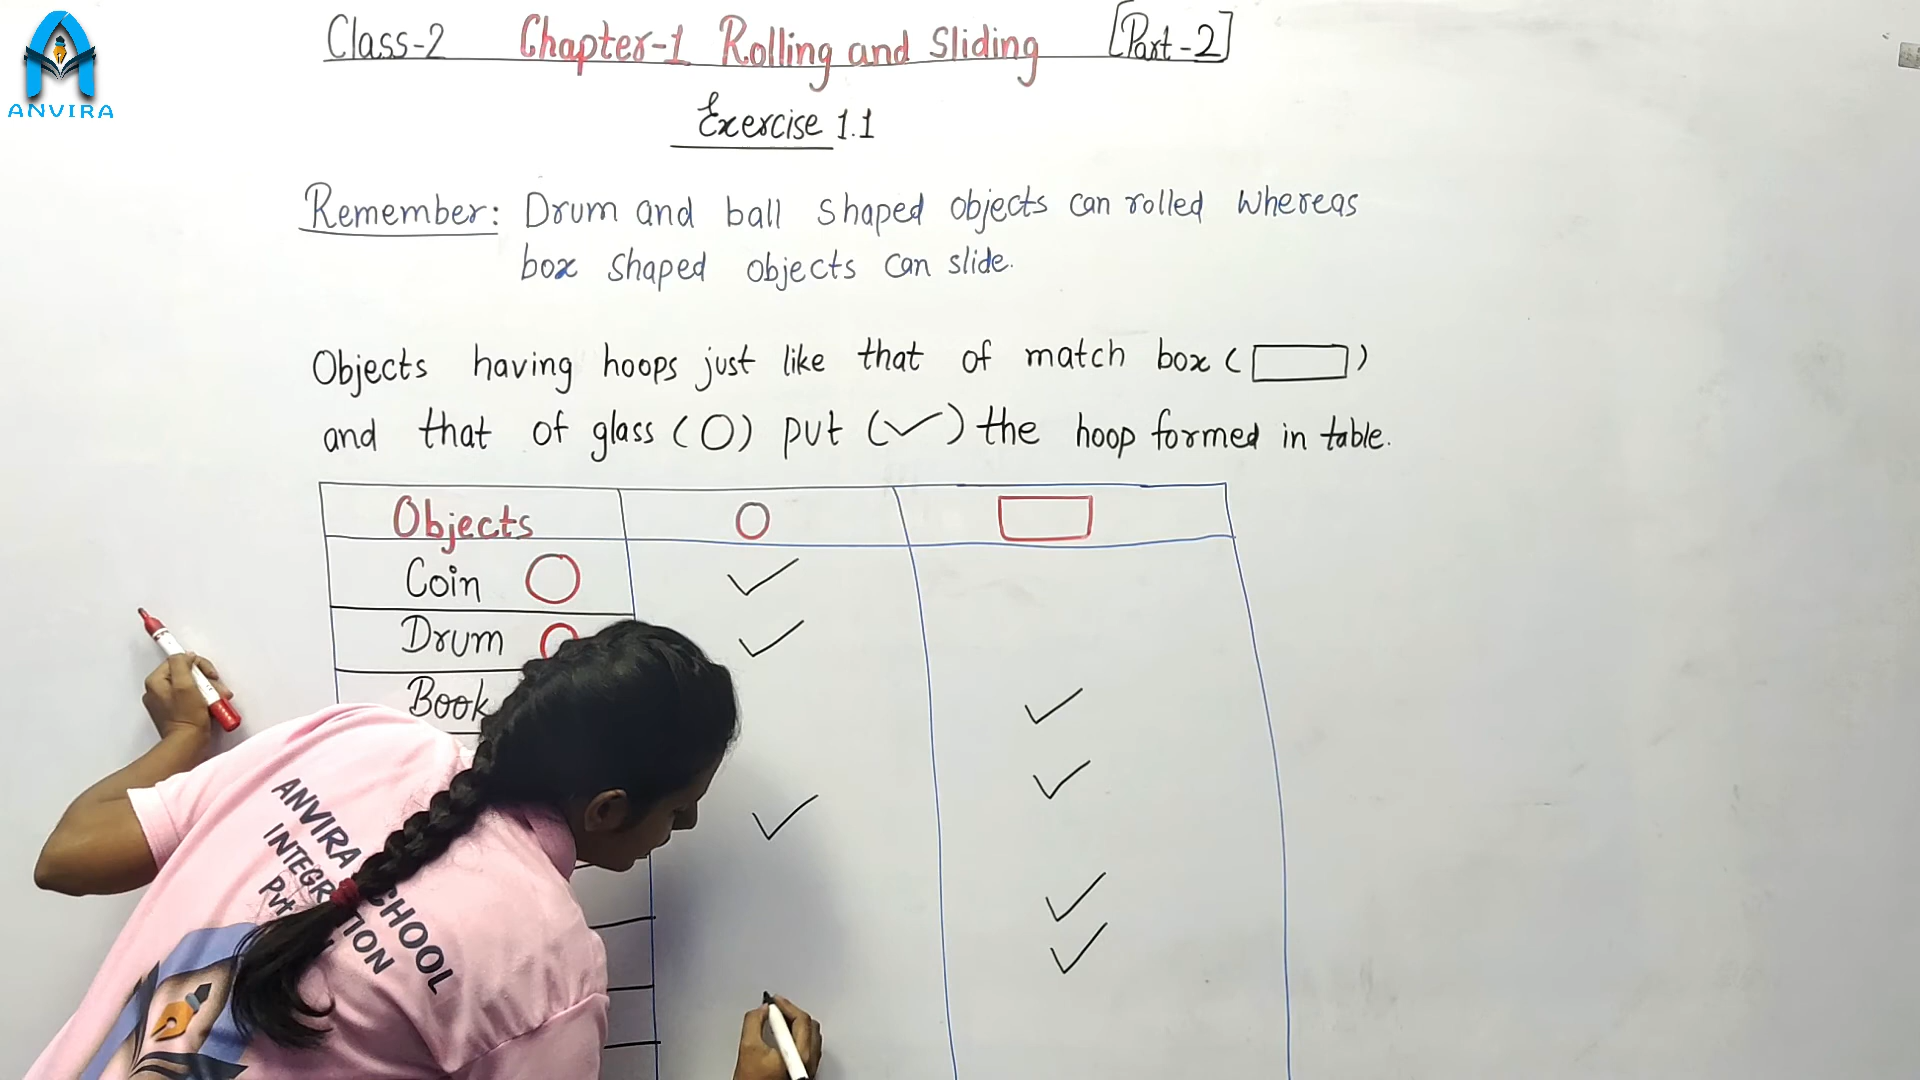 ANVIRA
Class-2 Chapter-1 Rolling and Sliding [Part-2]
Exercise 1.1
Remember: Drum and ball shaped objects can rolled whereas
box shaped objects can slide.
Objects having hoops just like that of match box ( )
and that of glass (O) put (✓) the hoop formed in table.
Objects O
Coin ✓
Drum ✓
Book ✓
✓
✓
✓
✓
ANVIRA SCHOOL
Pvt